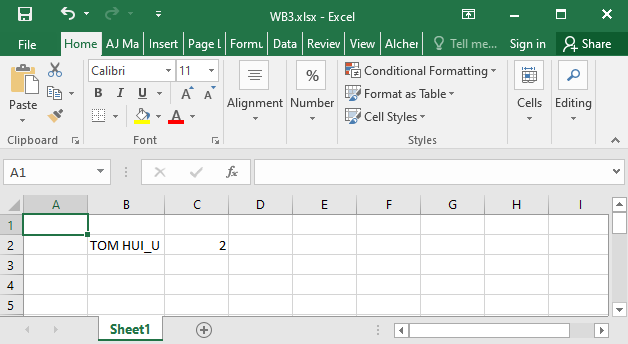 WB3.xlsx - Excel
File Home AJ Ma Insert Page L Formu Data Review View Alcher Tell me... Sign in Share
Paste
Clipboard
Calibri 11
B I U A A
A
Font
Alignment
%
Number
Conditional Formatting
Format as Table
Cell Styles
Styles
Cells
Editing
A1 fx
A B C D E F G H I
1
2 TOM HUI_U 2
3
4
5
Sheet1